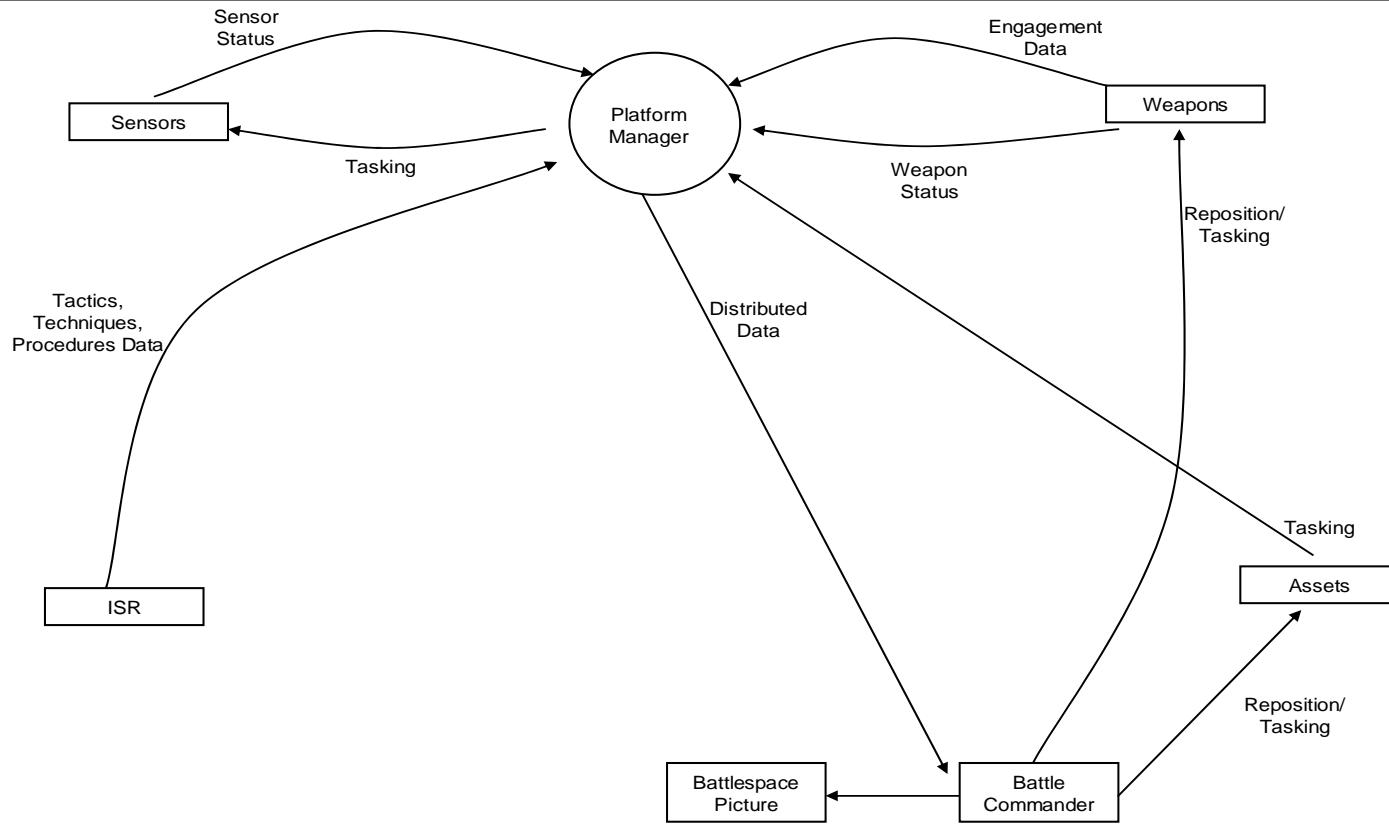 Sensor
Status
Engagement
Data
Sensors
Platform
Manager
Weapons
Tasking
Weapon
Status
Reposition/
Tasking
Tactics,
Techniques,
Procedures Data
Distributed
Data
Tasking
ISR
Assets
Reposition/
Tasking
Battlespace
Picture
Battle
Commander